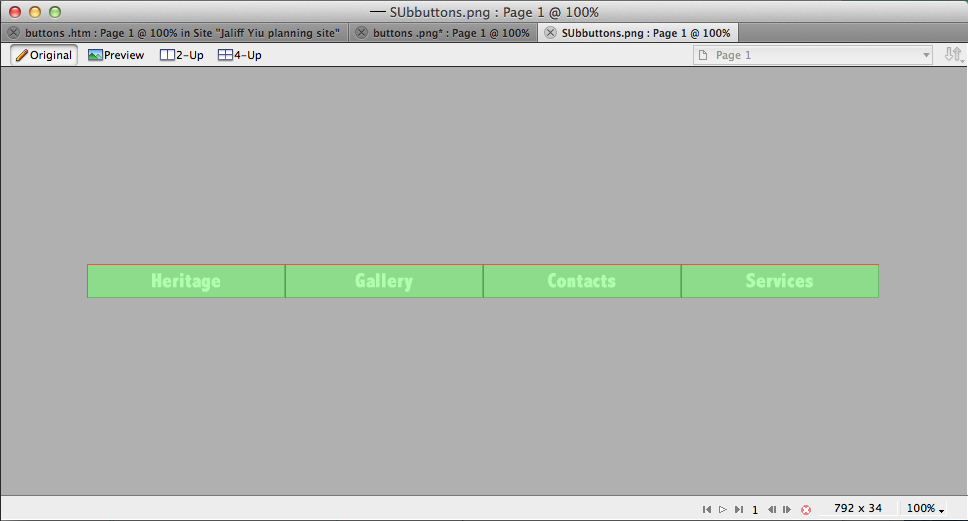 SUbbuttons.png : Page 1 @ 100%
buttons .htm : Page 1 @ 100% in Site "Jaliff Yiu planning site" buttons .png* : Page 1 @ 100% SUbbuttons.png : Page 1 @ 100%
Original Preview 2-Up 4-Up Page 1
Heritage Gallery Contacts Services
1 792 x 34 100%